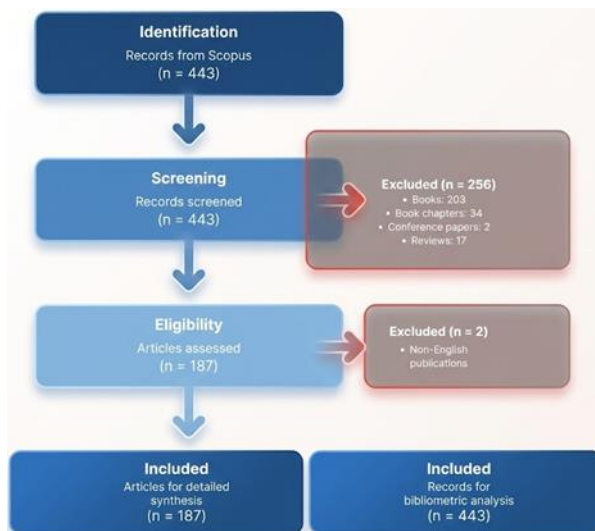 Identification
Records from Scopus
(n = 443)
Screening
Records screened
(n = 443)
Excluded (n = 256)
• Books: 203
• Book chapters: 34
• Conference papers: 2
• Reviews: 17
Eligibility
Articles assessed
(n = 187)
Excluded (n = 2)
• Non-English
publications
Included
Articles for detailed
synthesis
(n = 187)
Included
Records for
bibliometric analysis
(n = 443)